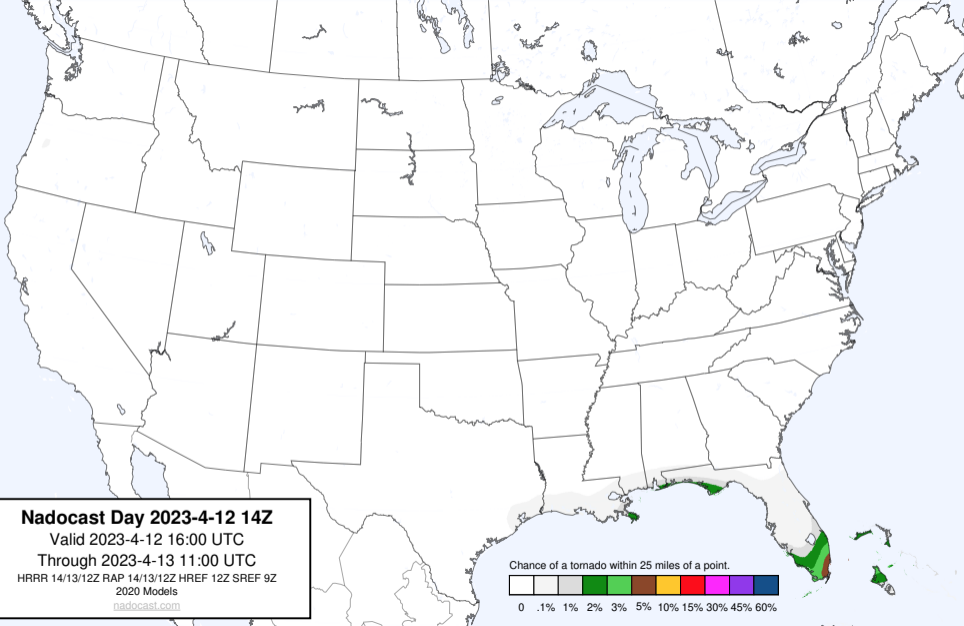 Nadocast Day 2023-4-12 14Z
Valid 2023-4-12 16:00 UTC
Through 2023-4-13 11:00 UTC
HRRR 14/13/12Z RAP 14/13/12Z HREF 12Z SREF 9Z
2020 Models
nadocast.com
Chance of a tornado within 25 miles of a point.
0 .1% 1% 2% 3% 5% 10% 15% 30% 45% 60%